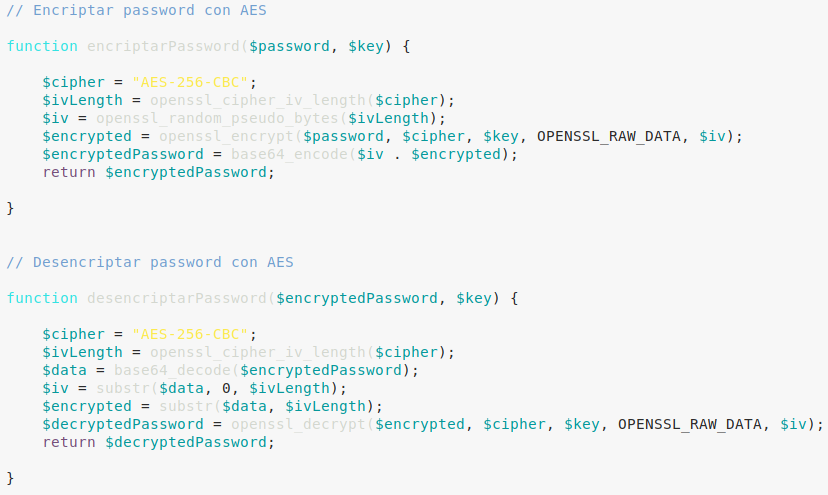 // Encriptar password con AES
function encriptarPassword($password, $key) {
$cipher = "AES-256-CBC";
$ivLength = openssl_cipher_iv_length($cipher);
$iv = openssl_random_pseudo_bytes($ivLength);
$encrypted = openssl_encrypt($password, $cipher, $key, OPENSSL_RAW_DATA, $iv);
$encryptedPassword = base64_encode($iv . $encrypted);
return $encryptedPassword;
}
// Desencriptar password con AES
function desencriptarPassword($encryptedPassword, $key) {
$cipher = "AES-256-CBC";
$ivLength = openssl_cipher_iv_length($cipher);
$data = base64_decode($encryptedPassword);
$iv = substr($data, 0, $ivLength);
$encrypted = substr($data, $ivLength);
$decryptedPassword = openssl_decrypt($encrypted, $cipher, $key, OPENSSL_RAW_DATA, $iv);
return $decryptedPassword;
}